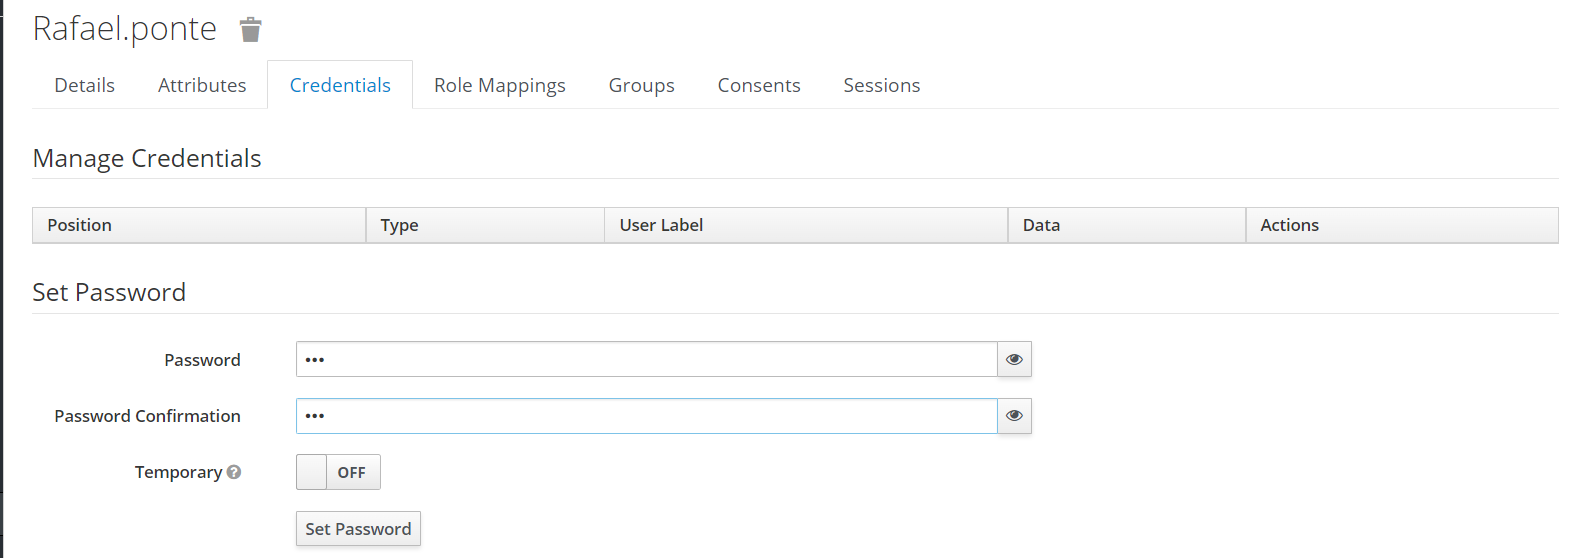 Rafael.ponte
Details Attributes Credentials Role Mappings Groups Consents Sessions
Manage Credentials
Position Type User Label Data Actions
Set Password
Password •••
Password Confirmation •••
Temporary ? OFF
Set Password